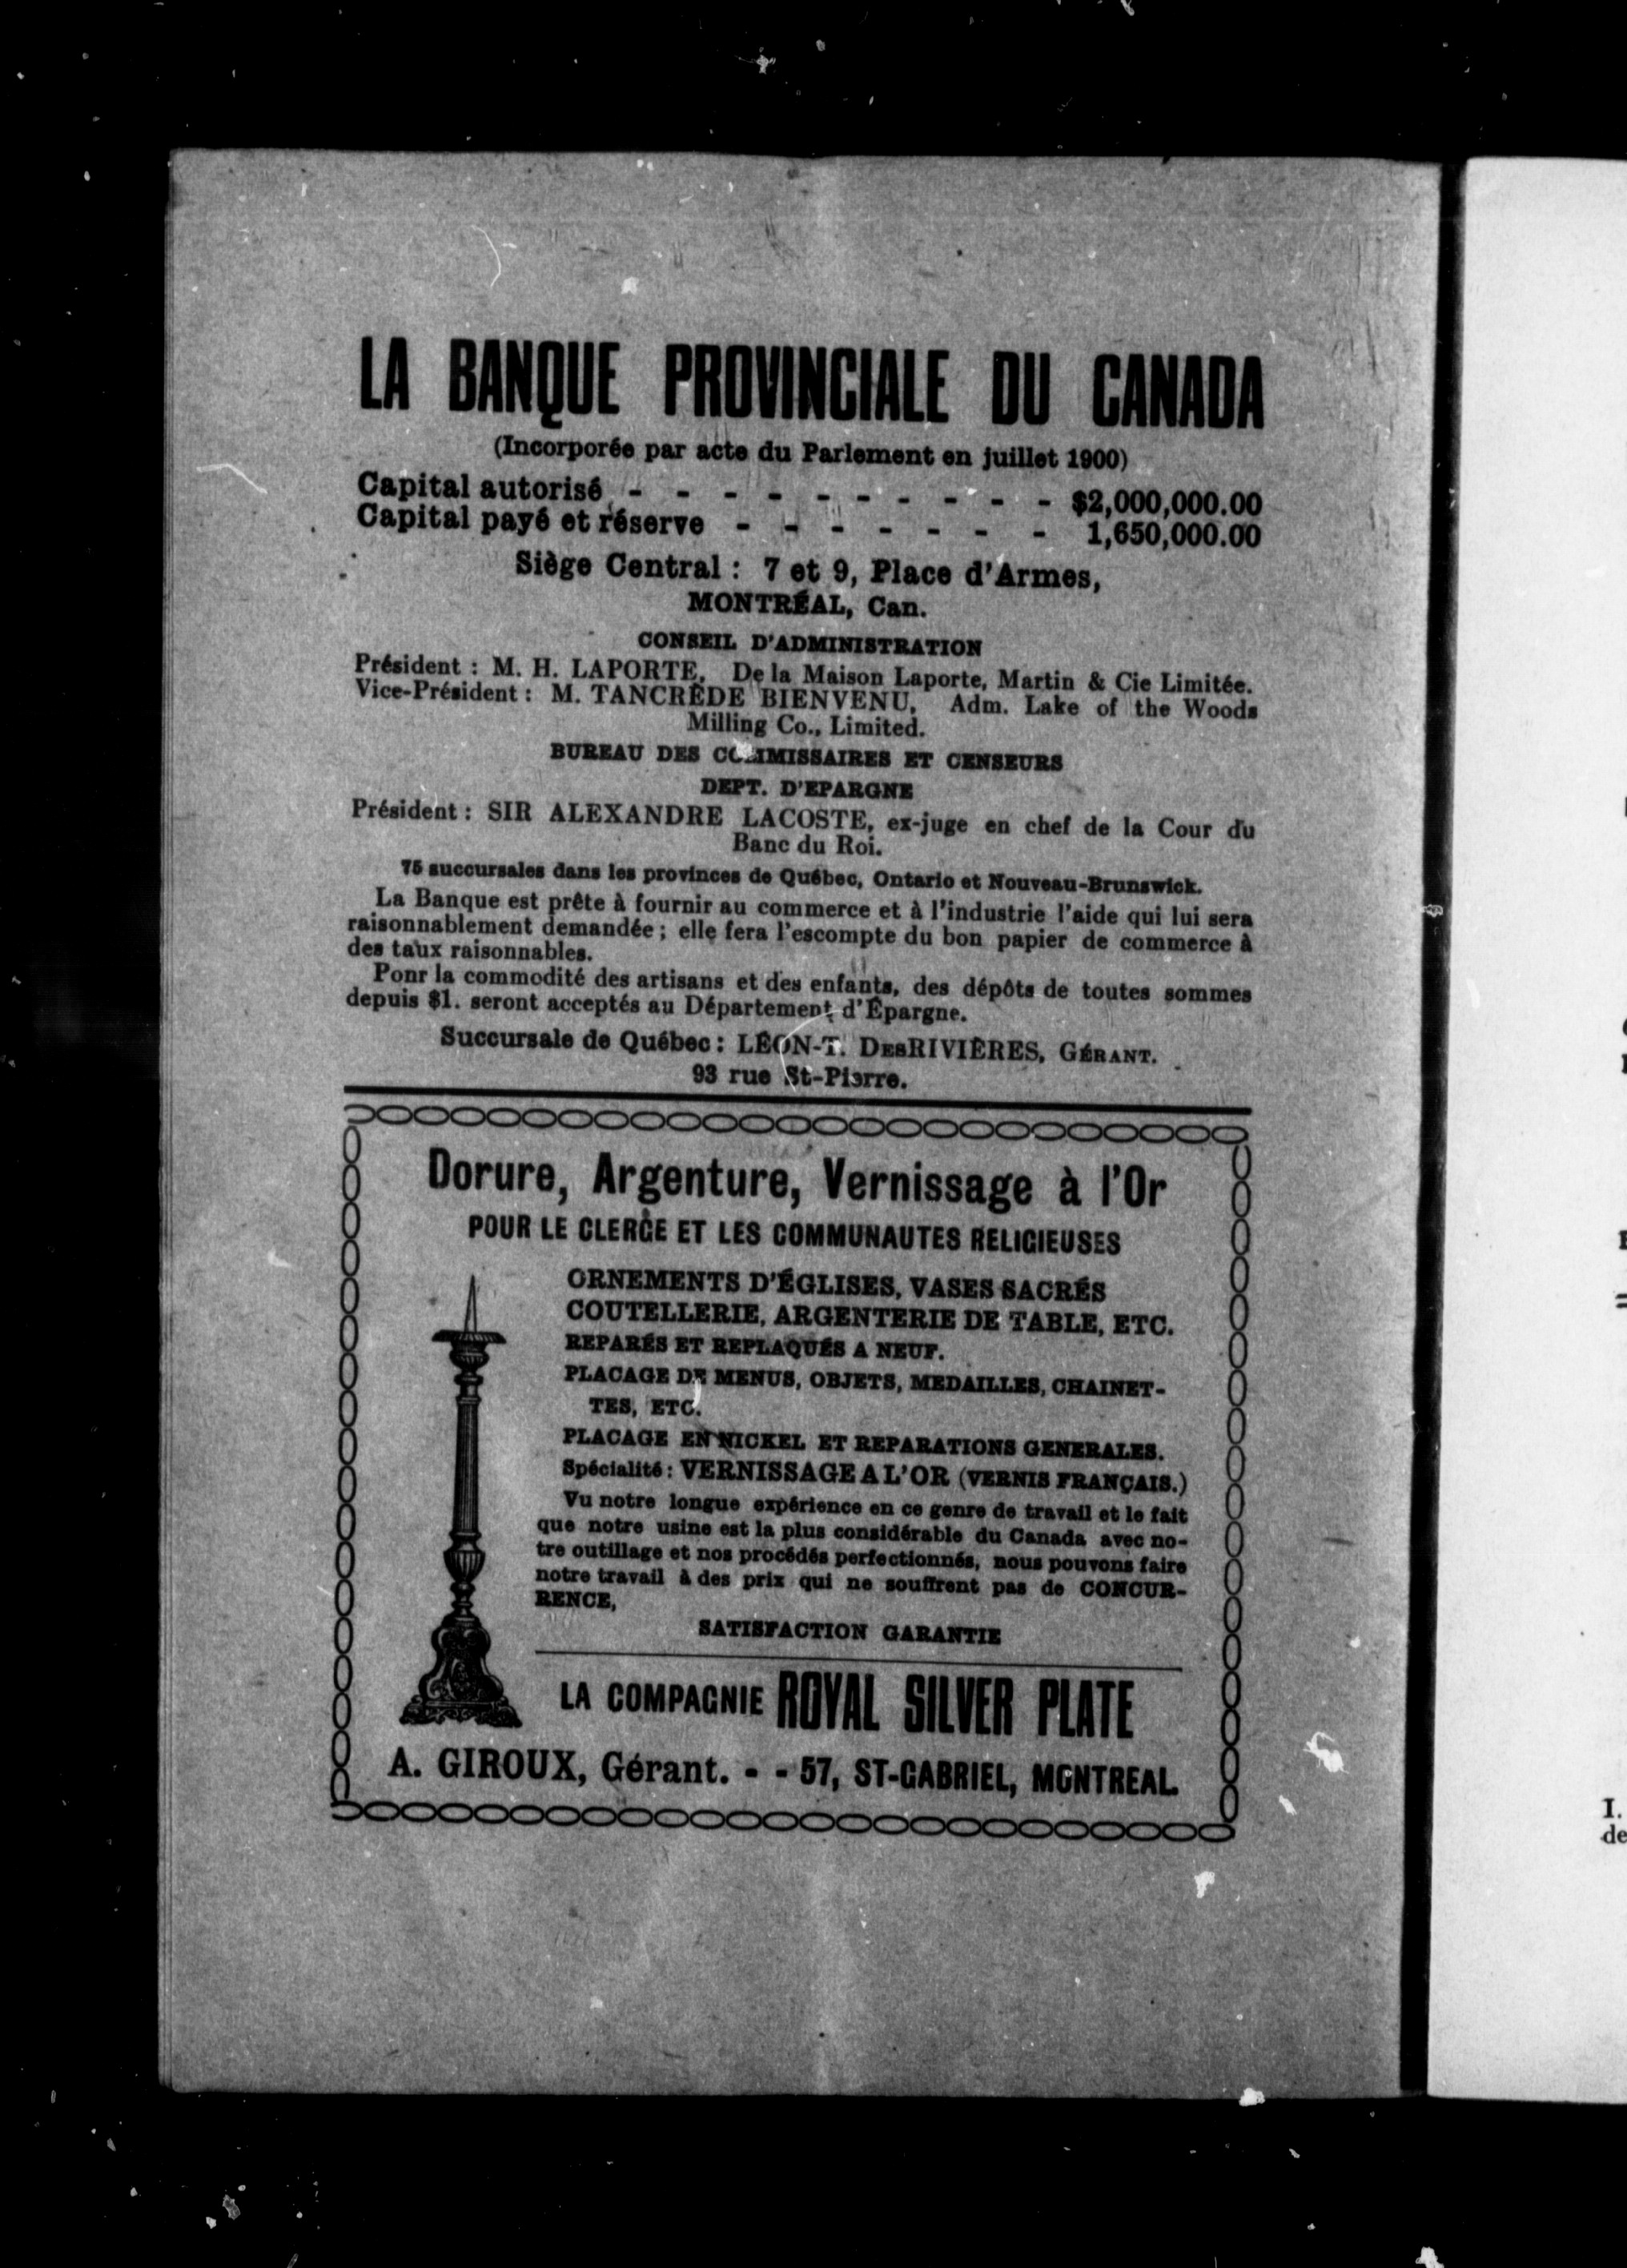 LA BANQUE PROVINCIALE DU CANADA
(Incorporée par acte du Parlement en juillet 1900)
Capital autorisé - - - - - - - - - - $2,000,000.00
Capital payé et réserve - - - - - - - 1,650,000.00
Siège Central : 7 et 9, Place d'Armes,
MONTRÉAL, Can.
CONSEIL D'ADMINISTRATION
Président : M. H. LAPORTE, De la Maison Laporte, Martin & Cie Limitée.
Vice-Président : M. TANCRÈDE BIENVENU, Adm. Lake of the Woods
Milling Co., Limited.
BUREAU DES COMMISSAIRES ET CENSEURS
DEPT. D'EPARGNE
Président : SIR ALEXANDRE LACOSTE, ex-juge en chef de la Cour du
Banc du Roi.
75 succursales dans les provinces de Québec, Ontario et Nouveau-Brunswick.
La Banque est prête à fournir au commerce et à l'industrie l'aide qui lui sera
raisonnablement demandée ; elle fera l'escompte du bon papier de commerce à
des taux raisonnables.
Ponr la commodité des artisans et des enfants, des dépôts de toutes sommes
depuis $1. seront acceptés au Département d'Épargne.
Succursale de Québec : LÉON-T. DESRIVIÈRES, GÉRANT.
93 rue St-Pierre.
Dorure, Argenture, Vernissage à l'Or
POUR LE CLERGÉ ET LES COMMUNAUTES RELIGIEUSES
ORNEMENTS D'ÉGLISES, VASES SACRÉS
COUTELLERIE, ARGENTERIE DE TABLE, ETC.
REPARÉS ET REPLAQUÉS A NEUF.
PLACAGE DE MENUS, OBJETS, MEDAILLES, CHAINET-
TES, ETC.
PLACAGE EN NICKEL ET REPARATIONS GENERALES.
Spécialité : VERNISSAGE A L'OR (VERNIS FRANÇAIS.)
Vu notre longue expérience en ce genre de travail et le fait
que notre usine est la plus considérable du Canada avec no-
tre outillage et nos procédés perfectionnés, nous pouvons faire
notre travail à des prix qui ne souffrent pas de CONCUR-
RENCE,
SATISFACTION GARANTIE
LA COMPAGNIE ROYAL SILVER PLATE
A. GIROUX, Gérant. - - 57, ST-GABRIEL, MONTREAL.
I.
de